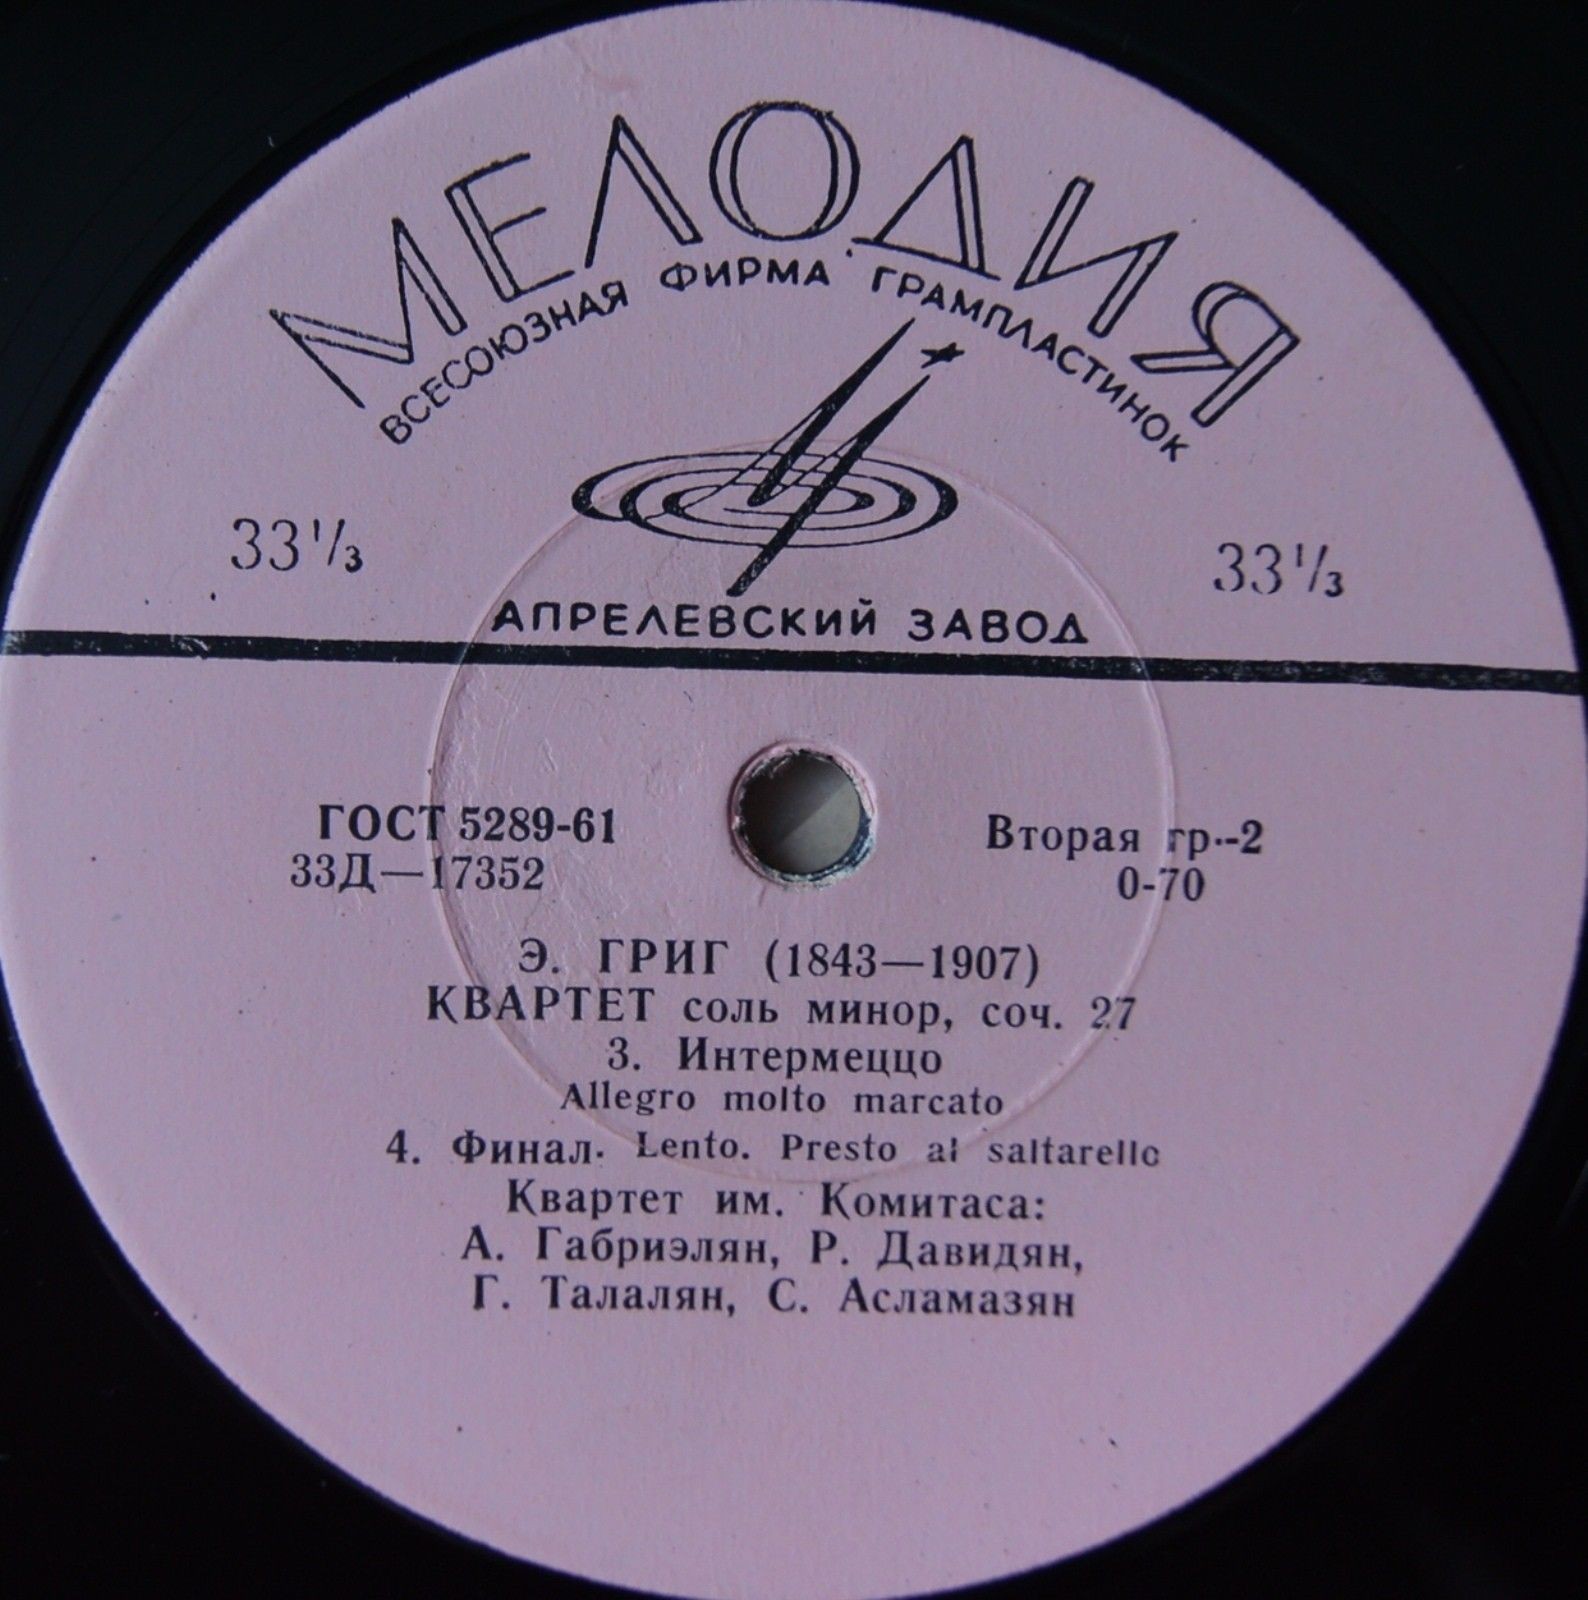 МЕЛОДИЯ
ВСЕСОЮЗНАЯ ФИРМА ГРАМПЛАСТИНОК
33⅓ 33⅓
АПРЕЛЕВСКИЙ ЗАВОД
ГОСТ 5289-61 Вторая гр.-2
33Д—17352 0-70
Э. ГРИГ (1843—1907)
КВАРТЕТ соль минор, соч. 27
3. Интермеццо
Allegro molto marcato
4. Финал. Lento. Presto al saltarello
Квартет им. Комитаса:
А. Габриэлян, Р. Давидян,
Г. Талалян, С. Асламазян